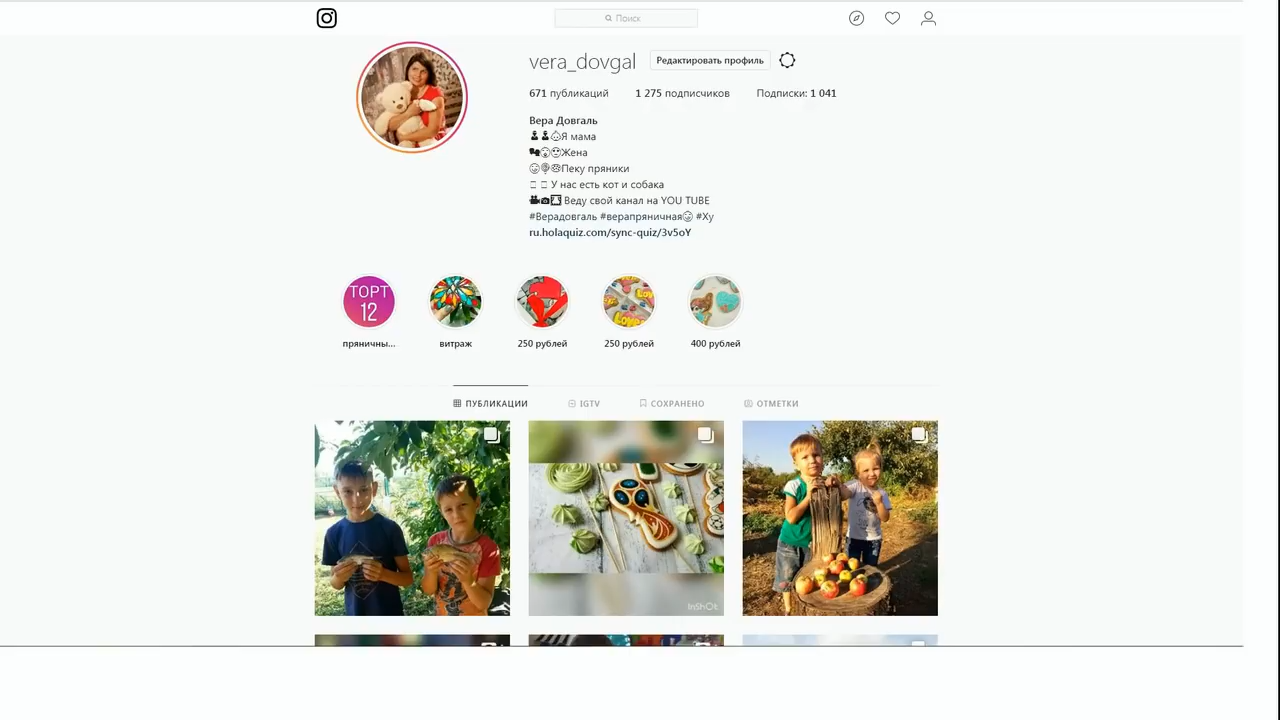 Поиск
vera_dovgal
Редактировать профиль
671 публикаций
1 275 подписчиков
Подписки: 1 041
Вера Довгаль
Я мама
Жена
Пеку пряники
У нас есть кот и собака
Веду свой канал на YOU TUBE
#Верадовгаль #верапряничная #Ху
ru.holaquiz.com/sync-quiz/3v5oY
ТОРТ
12
Love
Love
пряничны...
витраж
250 рублей
250 рублей
400 рублей
ПУБЛИКАЦИИ
IGTV
СОХРАНЕНО
ОТМЕТКИ
InShOt